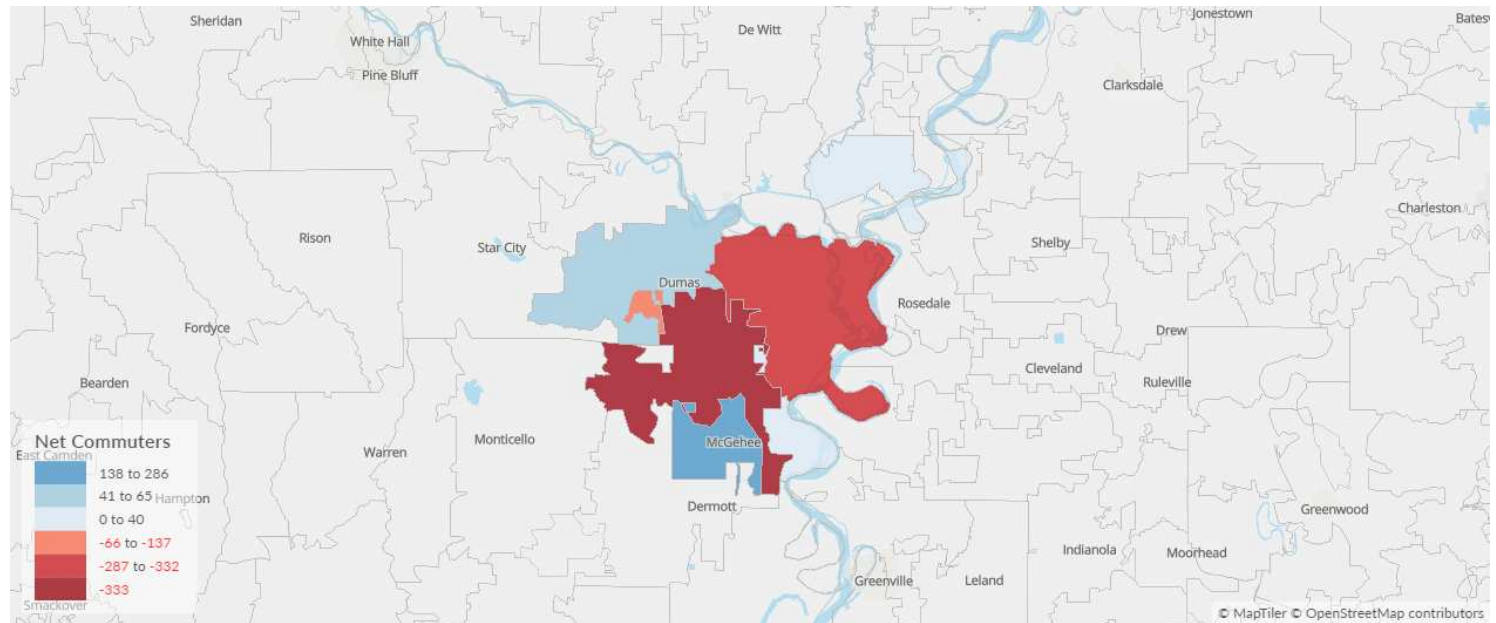 Sheridan
White Hall
Pine Bluff
De Witt
Jonestown
Clarksdale
Charleston
Rison
Star City
Dumas
Shelby
Rosedale
Fordyce
Drew
Cleveland
Ruleville
Bearden
Monticello
Warren
McGehee
Dermott
Greenwood
Indianola
Moorhead
Greenville
Leland
Net Commuters
East Camden
138 to 286
41 to 65
Hampton
0 to 40
-66 to -137
-287 to -332
-333
Smackover
© MapTiler © OpenStreetMap contributors